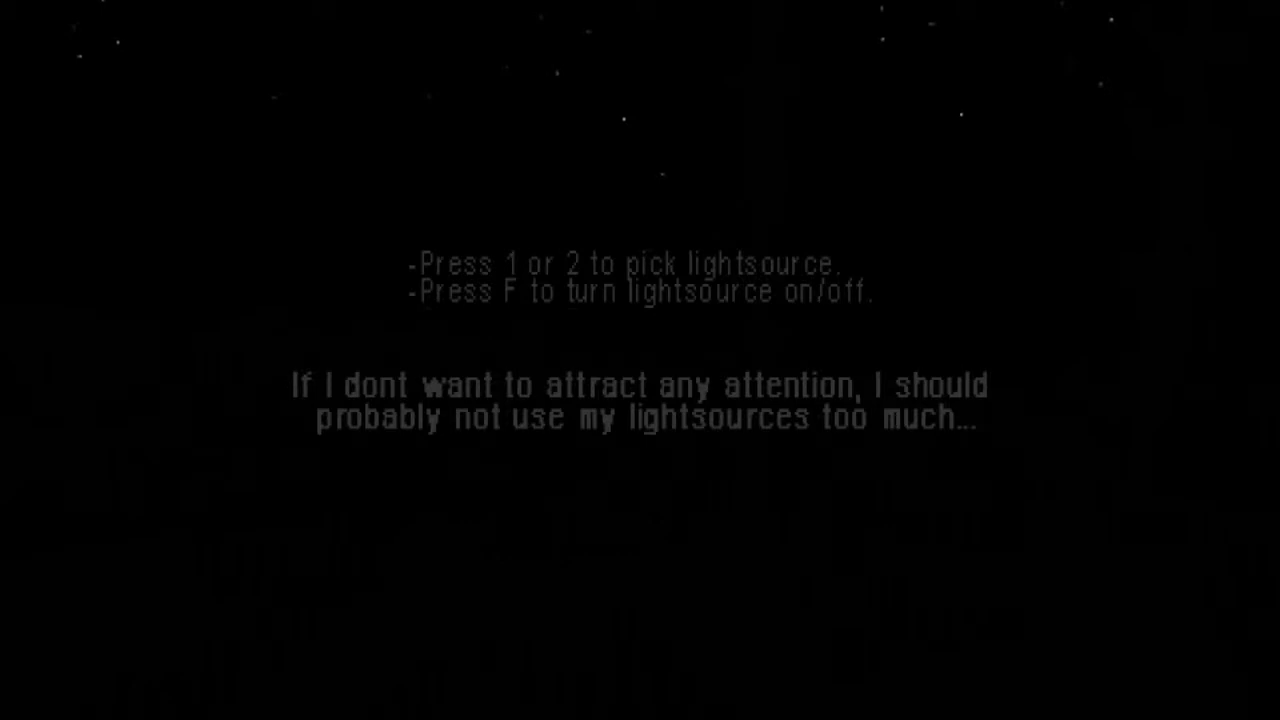 -Press 1 or 2 to pick lightsource.
-Press F to turn lightsource on/off.
If I dont want to attract any attention, I should
probably not use my lightsources too much...